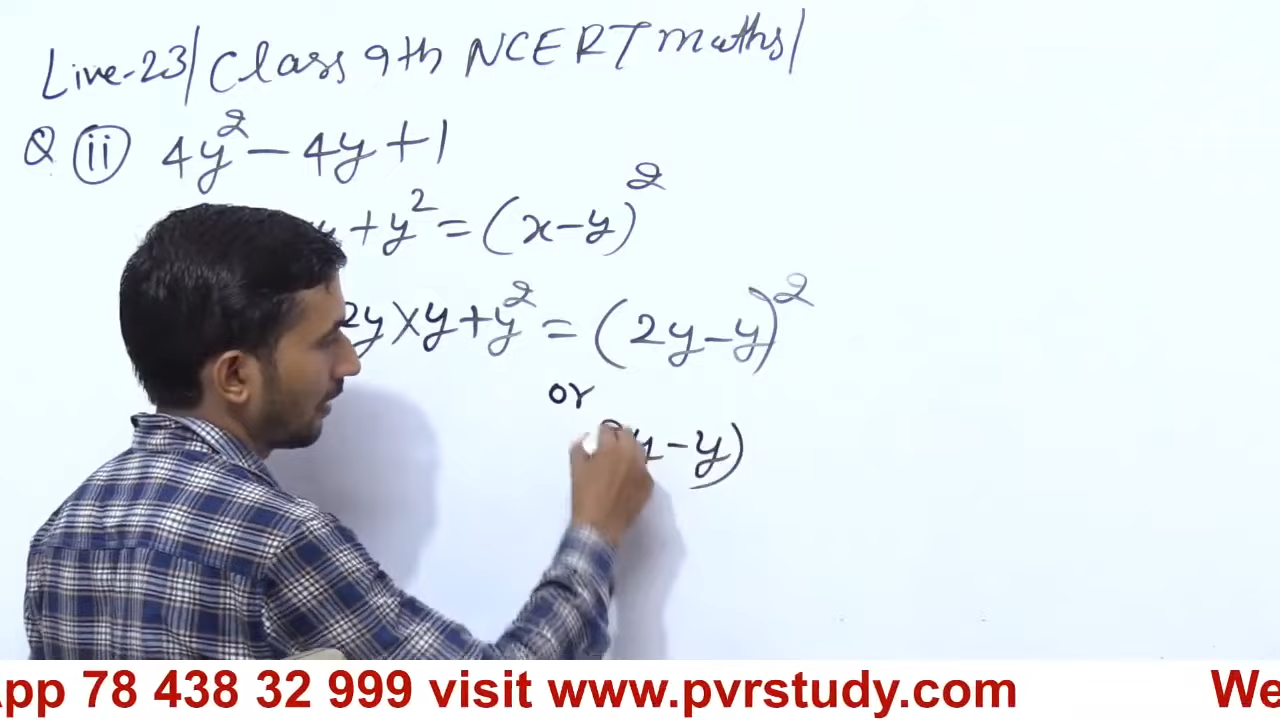 Live-23/Class 9th NCERT maths/
Q (ii) 4y² - 4y + 1
+ y² = (x - y)²
2y × y + y² = (2y - y)²
or
y - y)
App 78 438 32 999 visit www.pvrstudy.com We